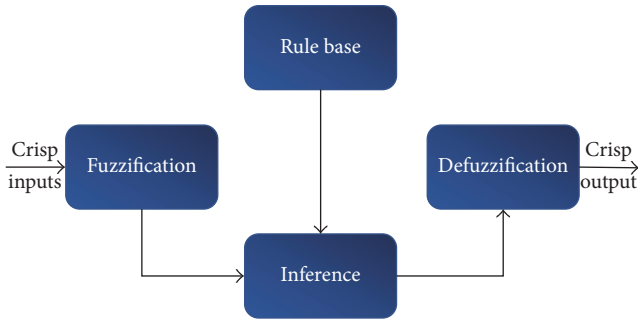 Rule base
Crisp
inputs
Fuzzification
Defuzzification
Crisp
output
Inference